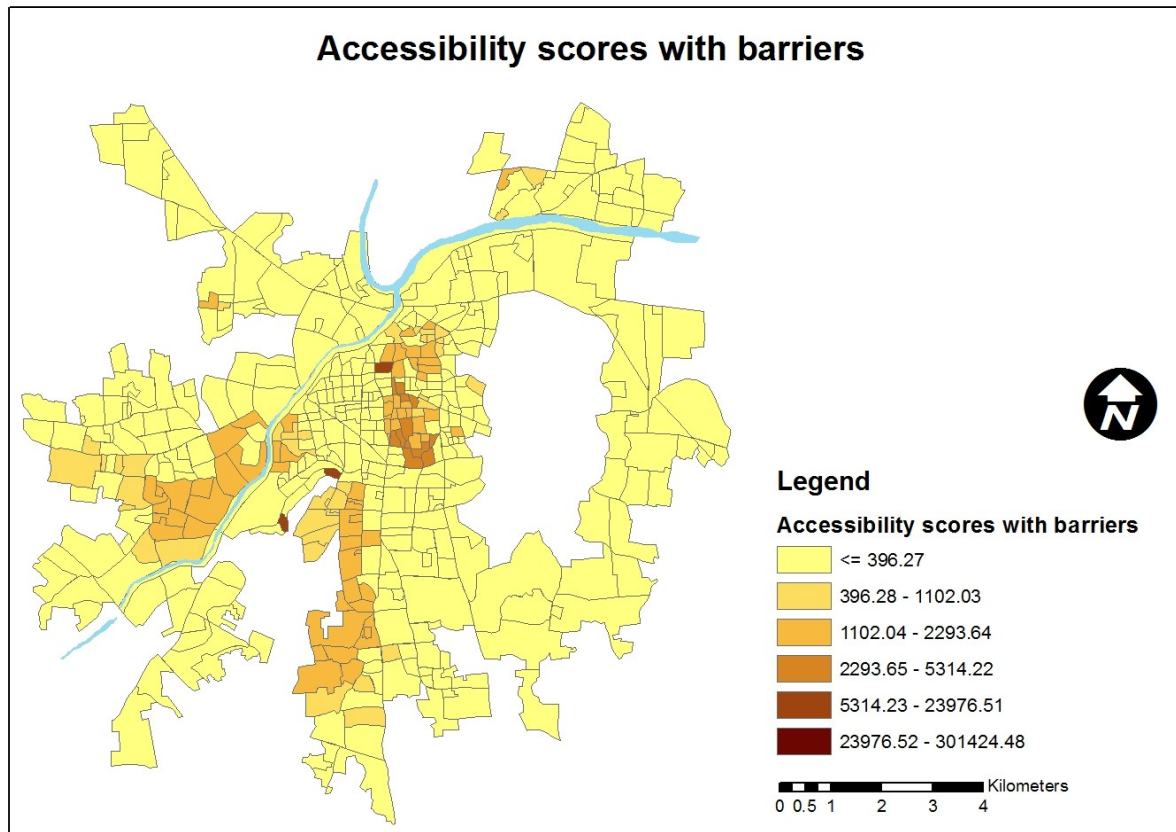 Accessibility scores with barriers
N
Legend
Accessibility scores with barriers
<= 396.27
396.28 - 1102.03
1102.04 - 2293.64
2293.65 - 5314.22
5314.23 - 23976.51
23976.52 - 301424.48
Kilometers
0 0.5 1 2 3 4